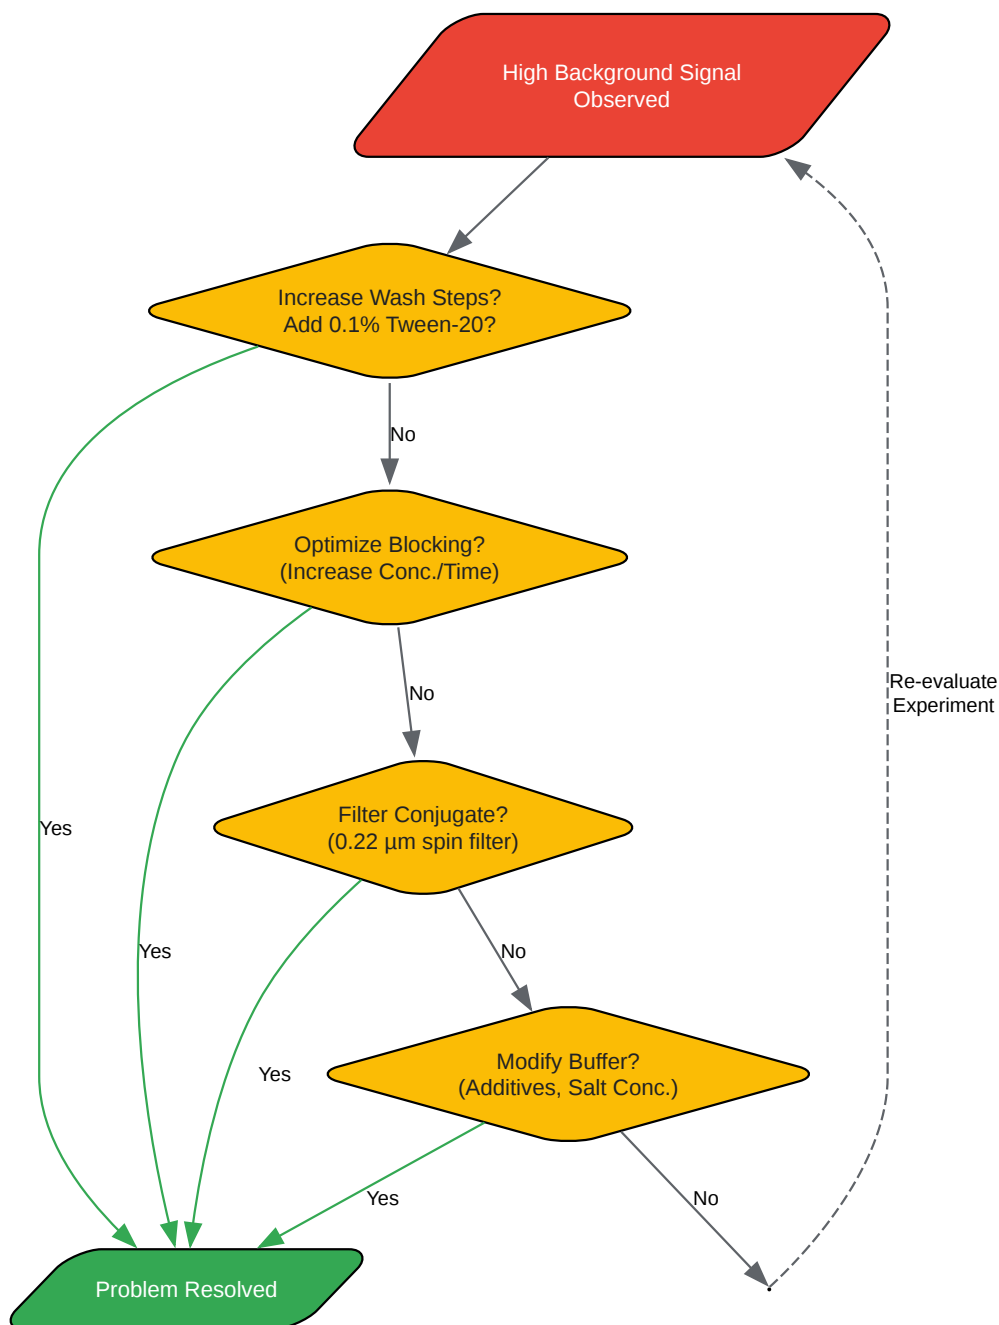 High Background Signal
Observed
Increase Wash Steps?
Add 0.1% Tween-20?
No
Optimize Blocking?
(Increase Conc./Time)
No
Re-evaluate
Experiment
Filter Conjugate?
(0.22 µm spin filter)
Yes
Yes
No
Modify Buffer?
(Additives, Salt Conc.)
Yes
Yes
No
Problem Resolved